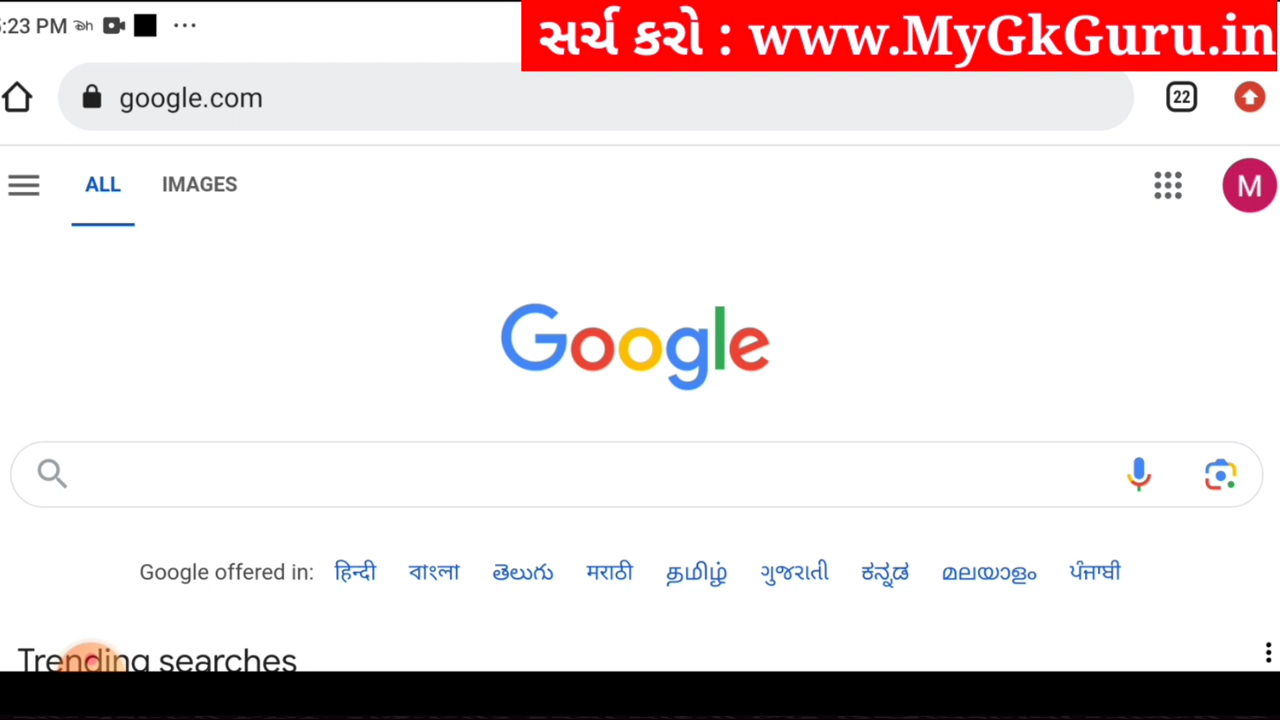 :23 PM
સર્ચ કરો : www.MyGkGuru.in
google.com
22
ALL IMAGES
M
Google
Google offered in: हिन्दी বাংলা తెలుగు मराठी தமிழ் ગુજરાતી ಕನ್ನಡ മലയാളം ਪੰਜਾਬੀ
Trending searches